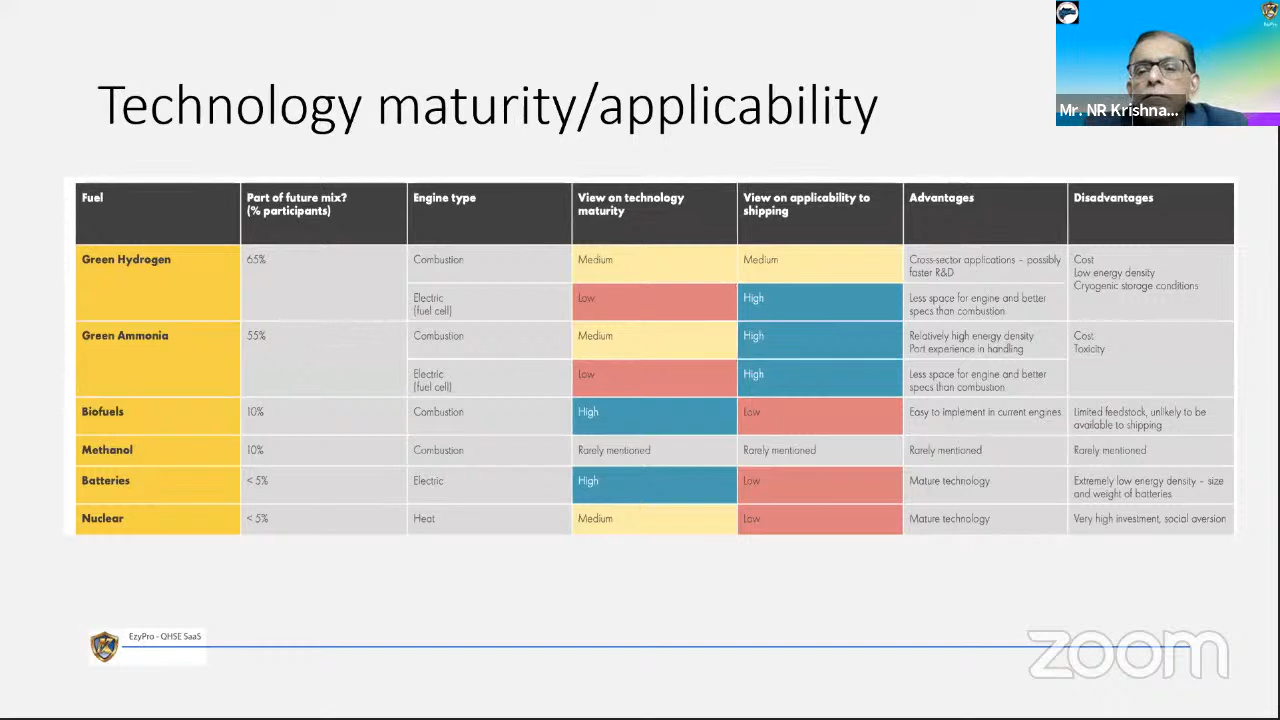 Mr. NR Krishna...
EzyPro
Technology maturity/applicability
Fuel
Part of future mix?
(% participants)
Engine type
View on technology
maturity
View on applicability to
shipping
Advantages
Disadvantages
Green Hydrogen
65%
Combustion
Medium
Medium
Cross-sector applications – possibly
faster R&D
Cost
Low energy density
Cryogenic storage conditions
Electric
(fuel cell)
Low
High
Less space for engine and better
specs than combustion
Green Ammonia
55%
Combustion
Medium
High
Relatively high energy density
Port experience in handling
Cost
Toxicity
Electric
(fuel cell)
Low
High
Less space for engine and better
specs than combustion
Biofuels
10%
Combustion
High
Low
Easy to implement in current engines
Limited feedstock, unlikely to be
available to shipping
Methanol
10%
Combustion
Rarely mentioned
Rarely mentioned
Rarely mentioned
Rarely mentioned
Batteries
< 5%
Electric
High
Low
Mature technology
Extremely low energy density – size
and weight of batteries
Nuclear
< 5%
Heat
Medium
Low
Mature technology
Very high investment, social aversion
EzyPro - QHSE SaaS
zoom